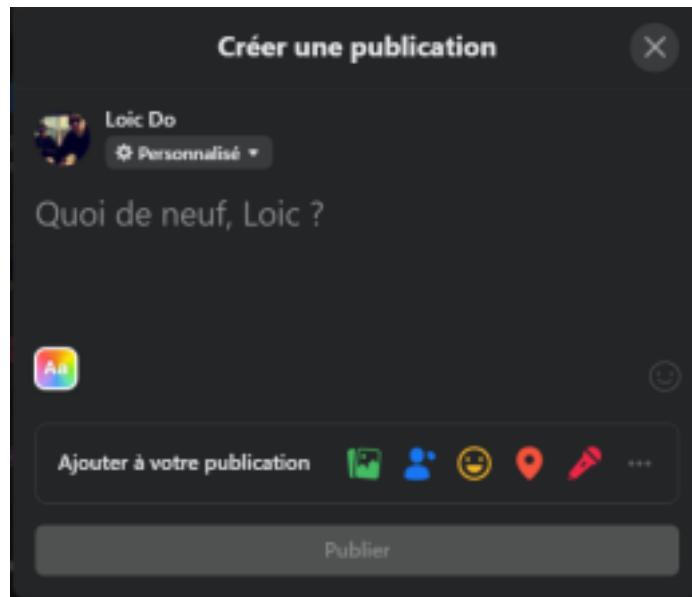 Créer une publication
Loic Do
Personnalisé
Quoi de neuf, Loic ?
Aa
Ajouter à votre publication
Publier